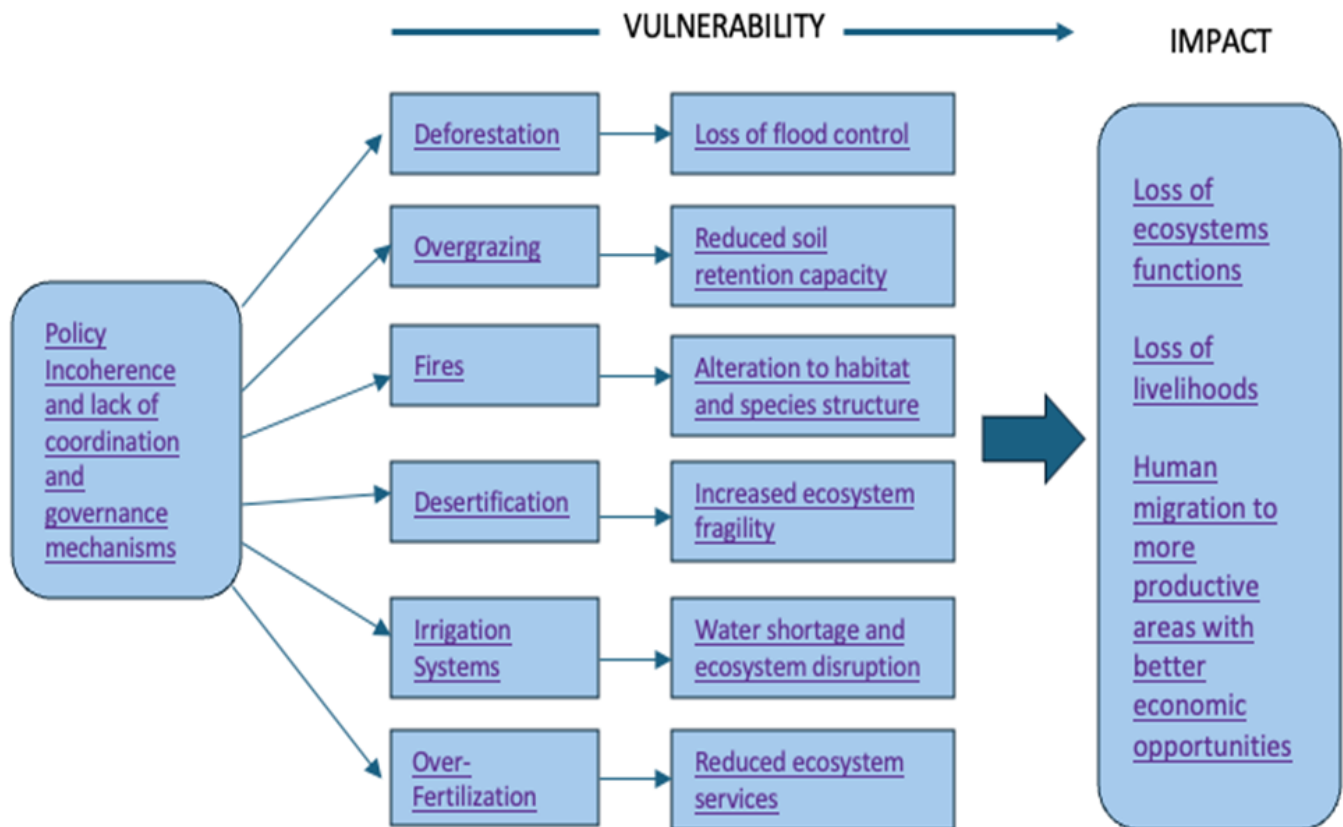 VULNERABILITY
IMPACT
Policy
Incoherence
and lack of
coordination
and
governance
mechanisms
Deforestation
Loss of flood control
Overgrazing
Reduced soil
retention capacity
Fires
Alteration to habitat
and species structure
Desertification
Increased ecosystem
fragility
Irrigation
Systems
Water shortage and
ecosystem disruption
Over-
Fertilization
Reduced ecosystem
services
Loss of
ecosystems
functions
Loss of
livelihoods
Human
migration to
more
productive
areas with
better
economic
opportunities